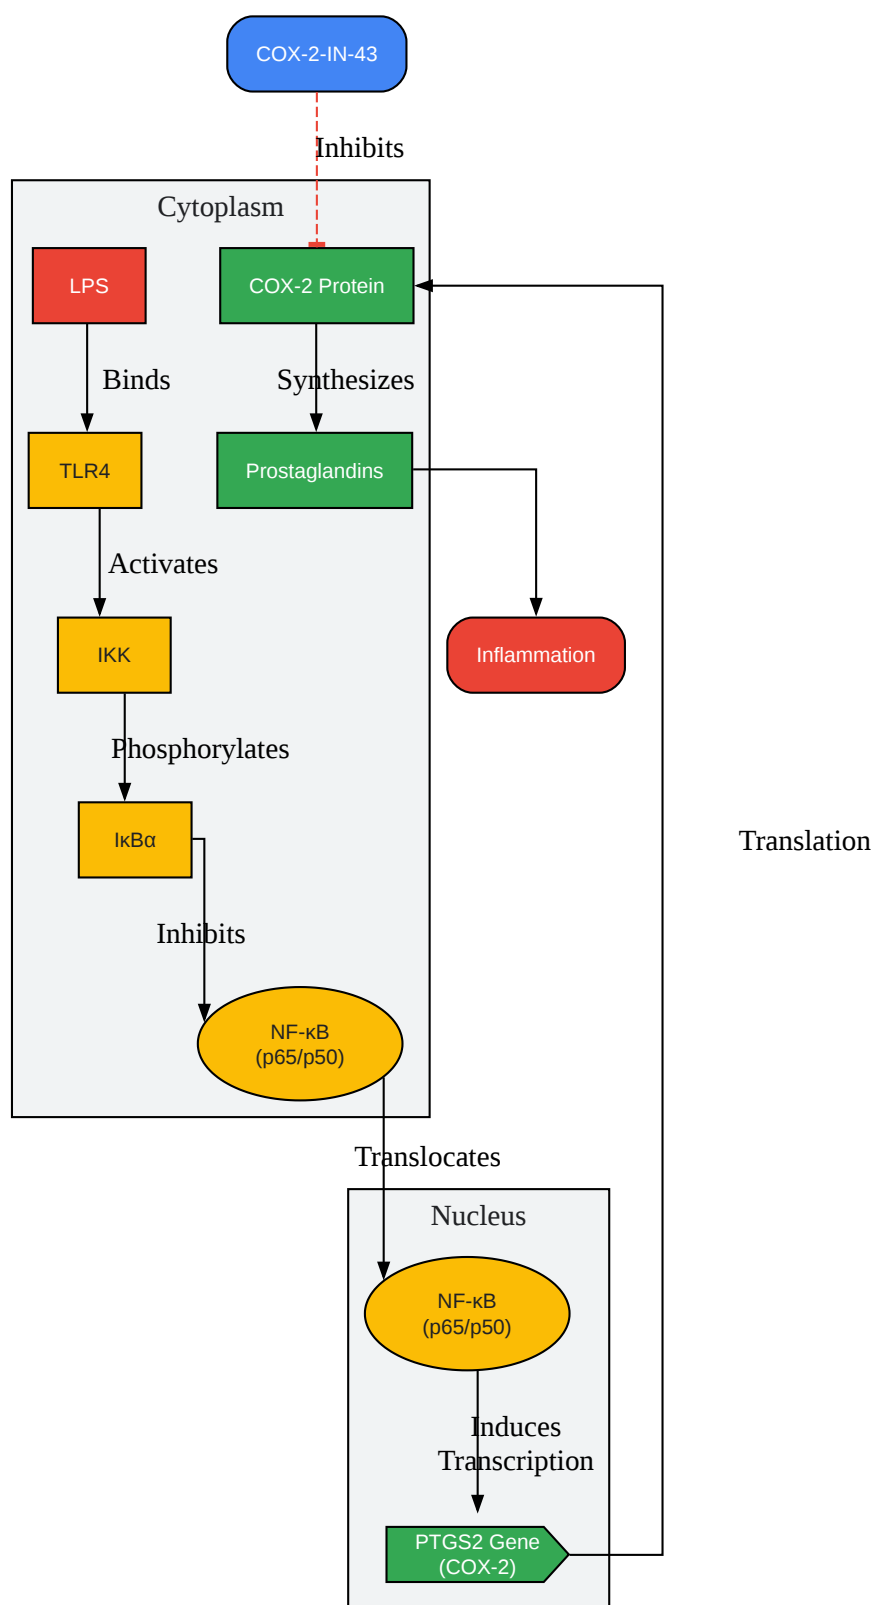 COX-2-IN-43
Inhibits
Cytoplasm
LPS
COX-2 Protein
Binds
Synthesizes
TLR4
Prostaglandins
Activates
IKK
Inflammation
Phosphorylates
IκBα
Translation
Inhibits
NF-κB
(p65/p50)
Translocates
Nucleus
NF-κB
(p65/p50)
Induces
Transcription
PTGS2 Gene
(COX-2)